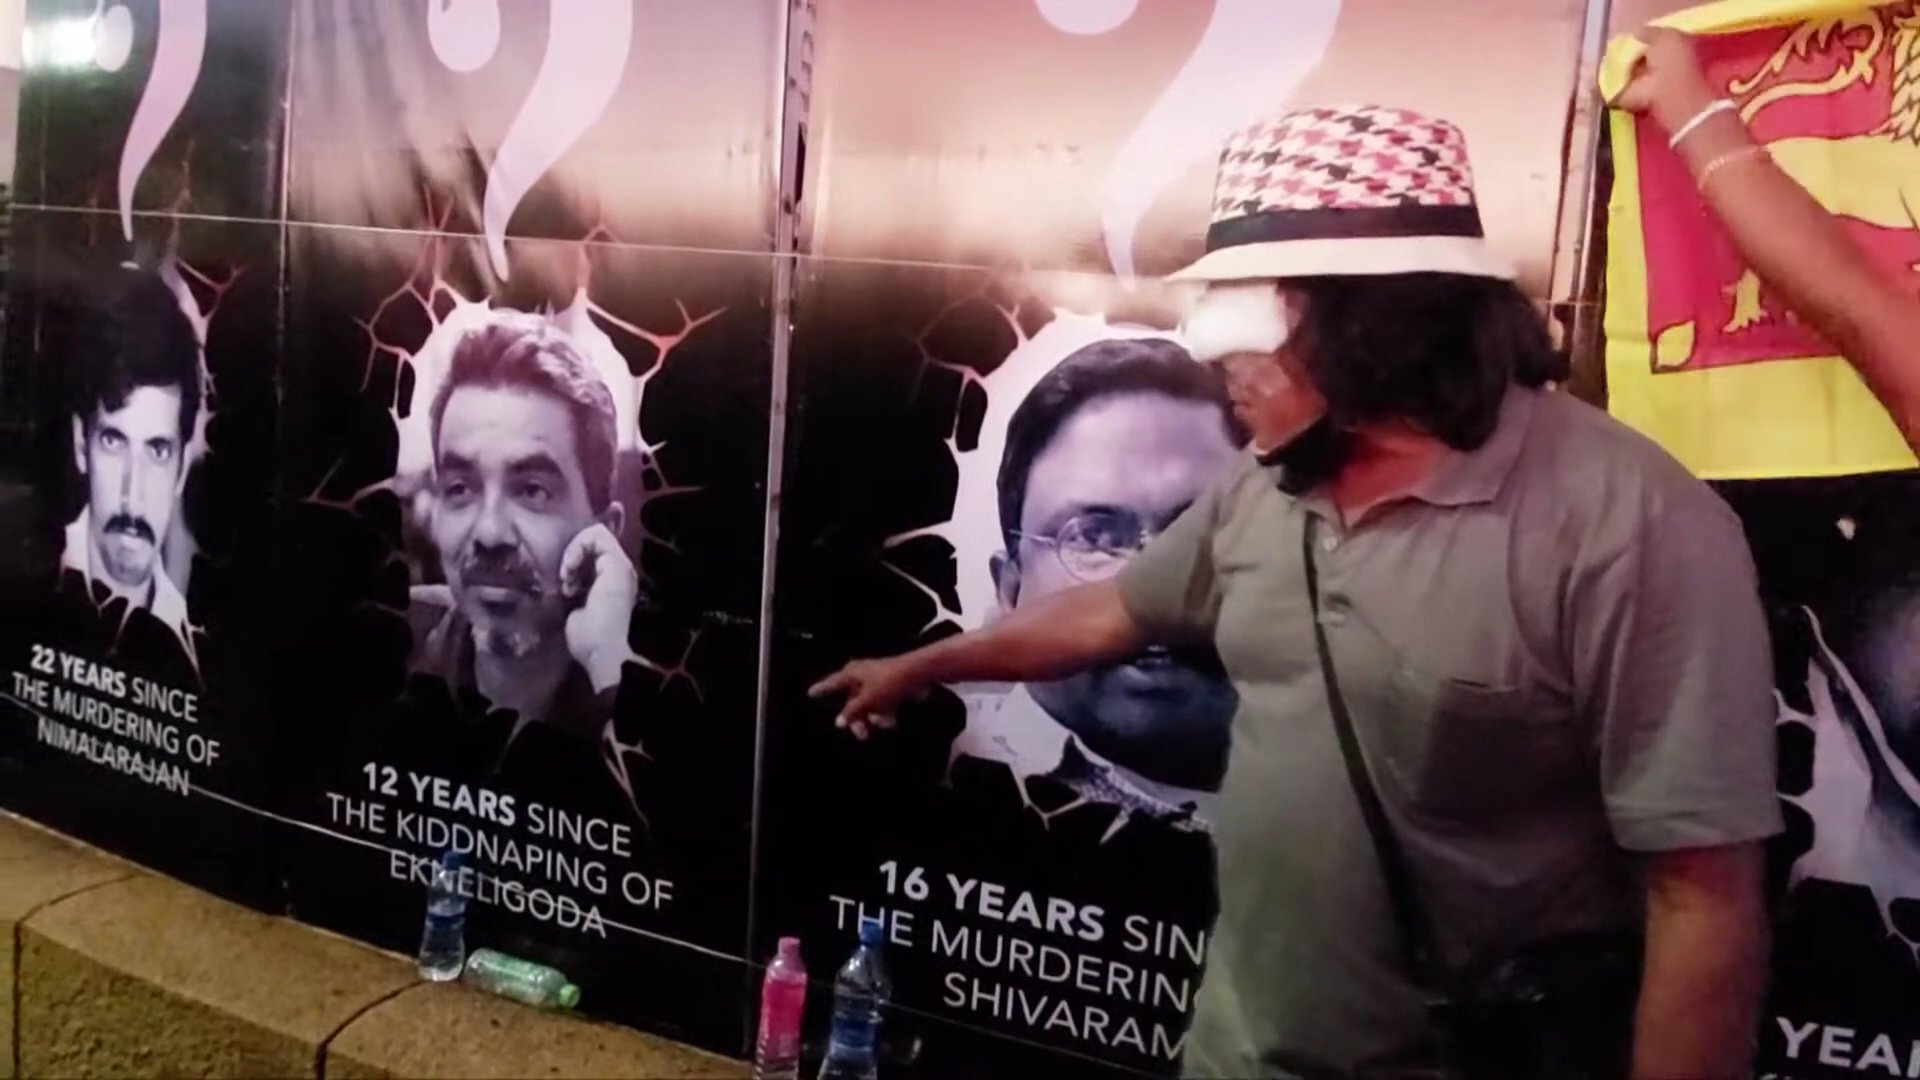 22 YEARS SINCE
THE MURDERING OF
NIMALARAJAN
12 YEARS SINCE
THE KIDDNAPING OF
EKNELIGODA
16 YEARS SIN
THE MURDERIN
SHIVARAM
YEA